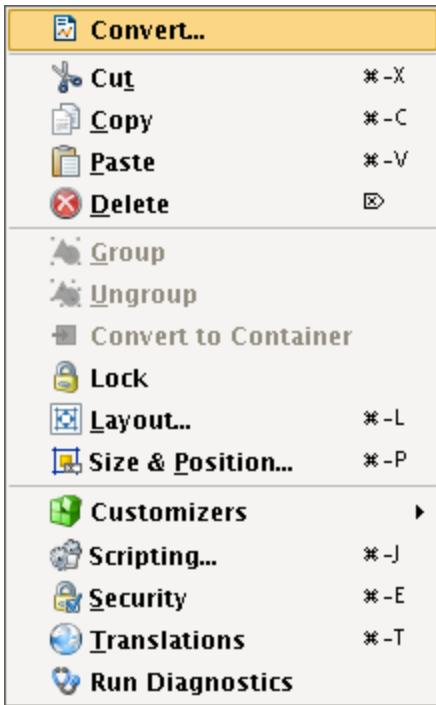 Convert...
Cut ⌘-X
Copy ⌘-C
Paste ⌘-V
Delete ⌦
Group
Ungroup
Convert to Container
Lock
Layout... ⌘-L
Size & Position... ⌘-P
Customizers
Scripting... ⌘-J
Security ⌘-E
Translations ⌘-T
Run Diagnostics